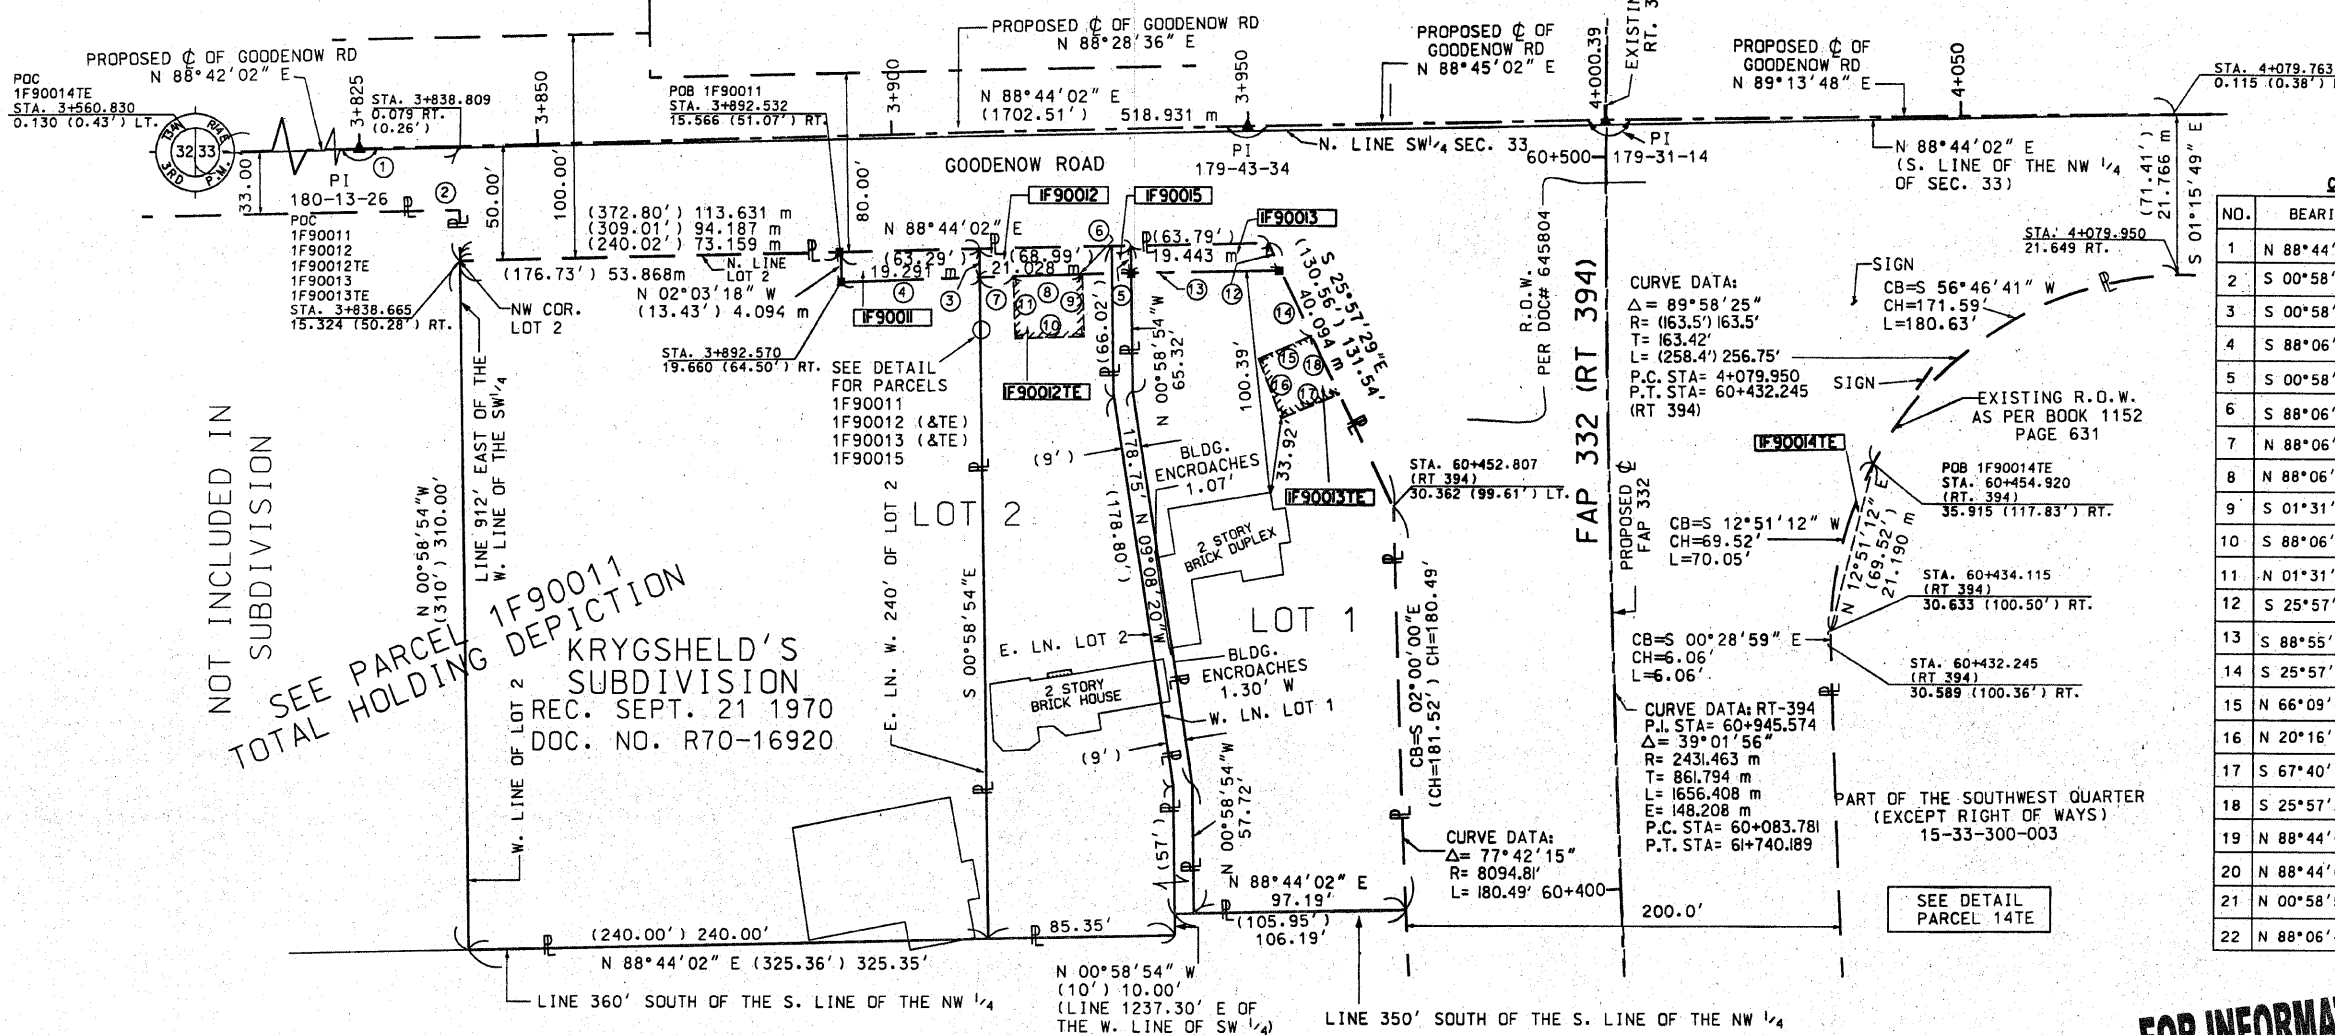 PROPOSED ℄ OF GOODENOW RD
N 88°42'02" E
POC
1F90014TE
STA. 3+560.830
0.130 (0.43') LT.
T34N
R14E
32 33
3RD
P.M.
33.00'
3+825
①
PI
180-13-26
STA. 3+838.809
0.079 RT.
(0.26')
②
3+850
POC
1F90011
1F90012
1F90012TE
1F90013
1F90013TE
STA. 3+838.665
15.324 (50.28') RT.
50.00'
100.00'
NW COR.
LOT 2
(372.80') 113.631 m
(309.01') 94.187 m
(240.02') 73.159 m
(176.73') 53.868m
N. LINE
LOT 2
N 02°03'18" W
(13.43') 4.094 m
POB 1F90011
STA. 3+892.532
15.566 (51.07') RT.
STA. 3+892.570
19.660 (64.50') RT.
80.00'
3+900
PROPOSED ℄ OF GOODENOW RD
N 88°28'36" E
N 88°44'02" E
(1702.51') 518.931 m
3+950
GOODENOW ROAD
PI
179-43-34
N. LINE SW1/4 SEC. 33
PROPOSED ℄ OF
GOODENOW RD
N 88°45'02" E
4+000.39
EXISTIN
RT. 3
PI
179-31-14
60+500
PROPOSED ℄ OF
GOODENOW RD
N 89°13'48" E
4+050
STA. 4+079.763
0.115 (0.38')
N 88°44'02" E
(S. LINE OF THE NW 1/4
OF SEC. 33)
(71.41')
21.766 m
S 01°15'49" E
STA. 4+079.950
21.649 RT.
1F90012
1F90015
1F90013
N 88°44'02" E
(63.29')
19.291 m
(68.99')
21.028 m
(63.79')
19.443 m
⑥
④
③
⑦
⑧
⑨
⑩
⑪
⑤
⑬
⑫
⑭
⑮
⑯
⑰
⑱
1F90011
1F90012TE
1F90013TE
SEE DETAIL
FOR PARCELS
1F90011
1F90012 (&TE)
1F90013 (&TE)
1F90015
(66.02')
N 00°58'54" W
65.32'
S 25°57'29"E
(130.56') 131.54'
40.094 m
100.39'
33.92'
R.O.W.
PER DOC# 645804
FAP 332 (RT 394)
PROPOSED ℄
FAP 332
CURVE DATA:
Δ= 89°58'25"
R= (163.5') 163.5'
T= 163.42'
L= (258.4') 256.75'
P.C. STA= 4+079.950
P.T. STA= 60+432.245
(RT 394)
SIGN
CB=S 56°46'41" W
CH=171.59'
L=180.63'
SIGN
EXISTING R.O.W.
AS PER BOOK 1152
PAGE 631
1F90014TE
POB 1F90014TE
STA. 60+454.920
(RT. 394)
35.915 (117.83') RT.
CB=S 12°51'12" W
CH=69.52'
L=70.05'
N 12°51'12" E
(69.52')
21.190 m
STA. 60+434.115
(RT 394)
30.633 (100.50') RT.
CB=S 00°28'59" E
CH=6.06'
L=6.06'
STA. 60+432.245
(RT 394)
30.589 (100.36') RT.
CURVE DATA: RT-394
P.I. STA= 60+945.574
Δ= 39°01'56"
R= 2431.463 m
T= 861.794 m
L= 1656.408 m
E= 148.208 m
P.C. STA= 60+083.781
P.T. STA= 61+740.189
PART OF THE SOUTHWEST QUARTER
(EXCEPT RIGHT OF WAYS)
15-33-300-003
SEE DETAIL
PARCEL 14TE
200.0'
STA. 60+452.807
(RT 394)
30.362 (99.61') LT.
CB=S 02°00'00"E
(CH=181.52') CH=180.49'
CURVE DATA:
Δ= 77°42'15"
R= 8094.81'
L= 180.49'
60+400
NOT INCLUDED IN
SUBDIVISION
SEE PARCEL 1F90011
TOTAL HOLDING DEPICTION
N 00°58'54"W
(310') 310.00'
LINE 912' EAST OF THE
W. LINE OF THE SW1/4
W. LINE OF LOT 2
KRYGSHELD'S
SUBDIVISION
REC. SEPT. 21 1970
DOC. NO. R70-16920
LOT 2
E. LN. W. 240' OF LOT 2
S 00°58'54"E
(9')
178.75' N 09°08'20"W
(178.80')
BLDG.
ENCROACHES
1.07'
2 STORY
BRICK DUPLEX
LOT 1
E. LN. LOT 2
BLDG.
ENCROACHES
1.30' W
2 STORY
BRICK HOUSE
W. LN. LOT 1
(9')
(57')
N 00°58'54"W
57.72'
N 88°44'02" E
97.19'
(105.95')
106.19'
(240.00') 240.00'
85.35'
N 88°44'02" E (325.36') 325.35'
LINE 360' SOUTH OF THE S. LINE OF THE NW 1/4
N 00°58'54" W
(10') 10.00'
(LINE 1237.30' E OF
THE W. LINE OF SW 1/4)
LINE 350' SOUTH OF THE S. LINE OF THE NW 1/4
NO. BEARI
1 N 88°44'
2 S 00°58'
3 S 00°58'
4 S 88°06'
5 S 00°58'
6 S 88°06'
7 N 88°06'
8 N 88°06'
9 S 01°31'
10 S 88°06'
11 N 01°31'
12 S 25°57'
13 S 88°55'
14 S 25°57'
15 N 66°09'
16 N 20°16'
17 S 67°40'
18 S 25°57'
19 N 88°44'
20 N 88°44'
21 N 00°58'
22 N 88°06'
FOR INFORMAT